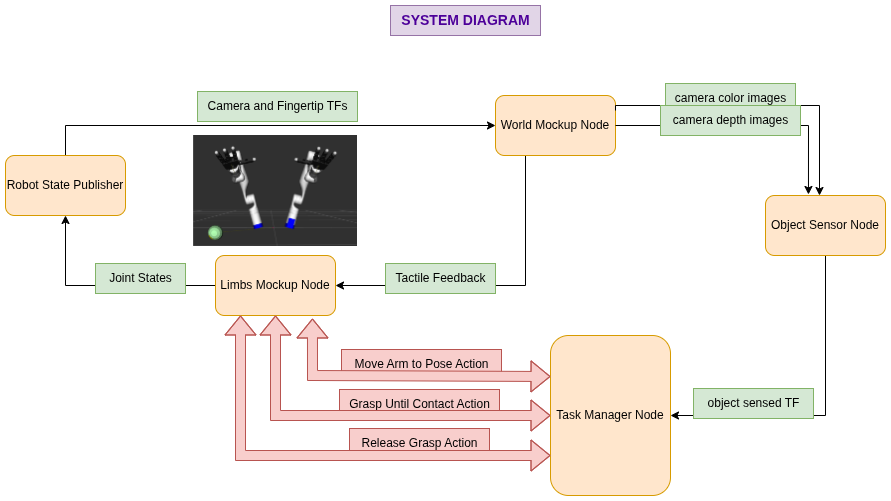 SYSTEM DIAGRAM
camera color images
Camera and Fingertip TFs
camera depth images
World Mockup Node
Robot State Publisher
Object Sensor Node
Joint States
Limbs Mockup Node
Tactile Feedback
Move Arm to Pose Action
Grasp Until Contact Action
object sensed TF
Task Manager Node
Release Grasp Action